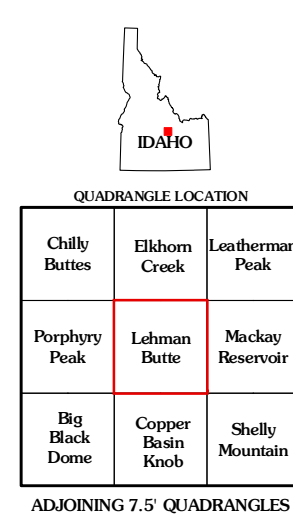 IDAHO
QUADRANGLE LOCATION
Chilly
Buttes
Elkhorn
Creek
Leatherman
Peak
Porphyry
Peak
Lehman
Butte
Mackay
Reservoir
Big
Black
Dome
Copper
Basin
Knob
Shelly
Mountain
ADJOINING 7.5' QUADRANGLES